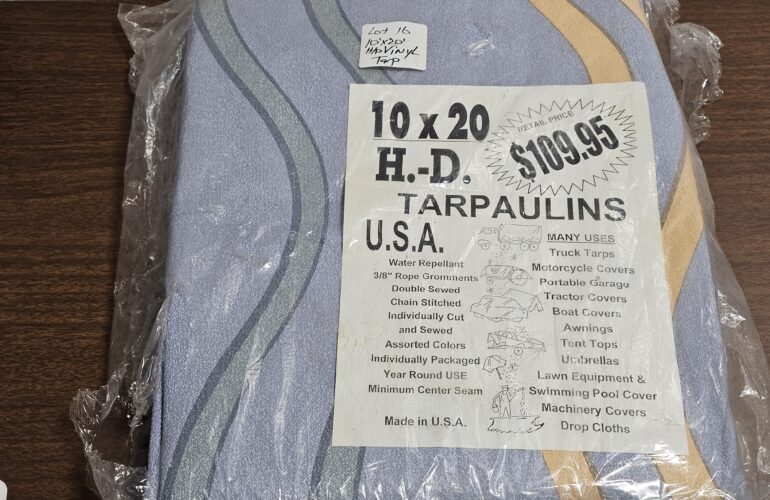 Lot 16
10'x20'
H/D Vinyl
Tarp
10 x 20
H.-D.
RETAIL PRICE
$109.95
TARPAULINS
U.S.A.
Water Repellant
3/8" Rope Gromments
Double Sewed
Chain Stitched
Individually Cut
and Sewed
Assorted Colors
Individually Packaged
Year Round USE
Minimum Center Seam
Made in U.S.A.
MANY USES
Truck Tarps
Motorcycle Covers
Portable Garage
Tractor Covers
Boat Covers
Awnings
Tent Tops
Umbrellas
Lawn Equipment &
Swimming Pool Cover
Machinery Covers
Drop Cloths